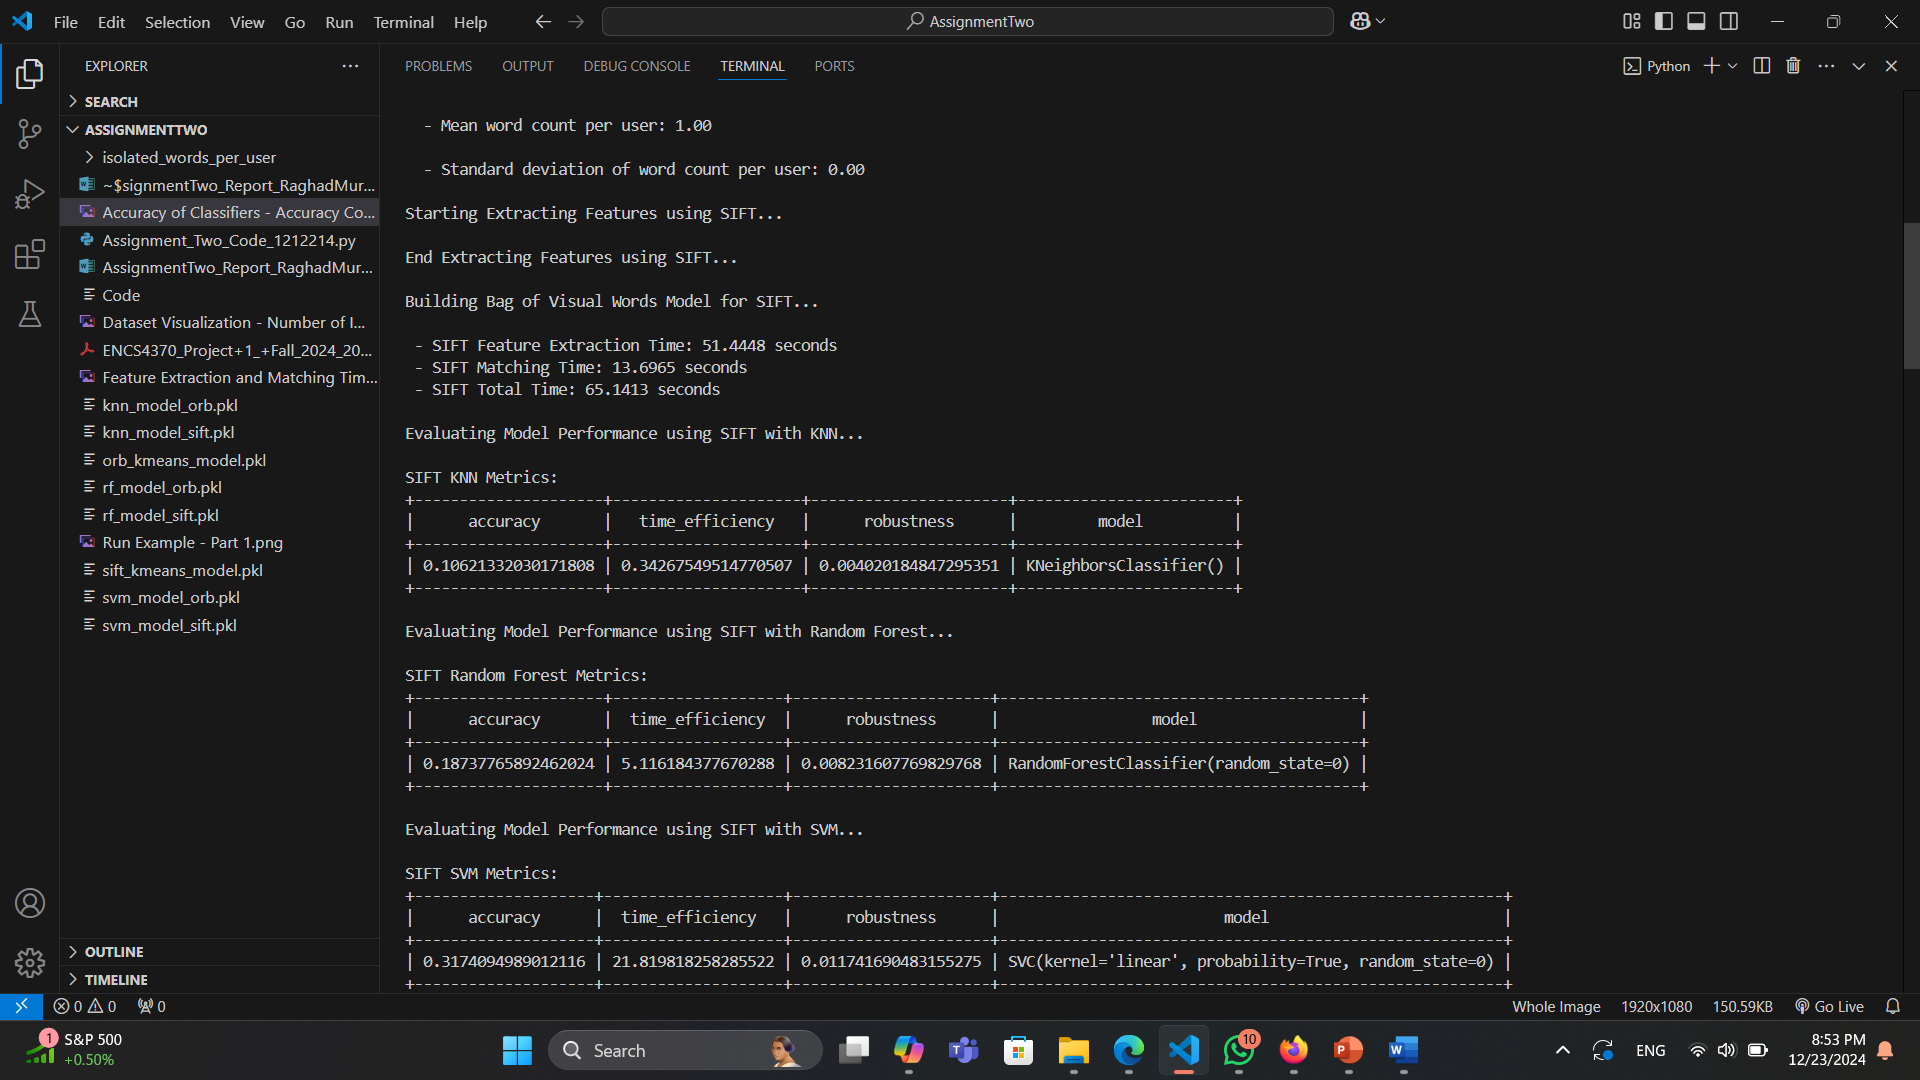 File Edit Selection View Go Run Terminal Help
AssignmentTwo
EXPLORER
SEARCH
ASSIGNMENTTWO
isolated_words_per_user
~$signmentTwo_Report_RaghadMur...
Accuracy of Classifiers - Accuracy Co...
Assignment_Two_Code_1212214.py
AssignmentTwo_Report_RaghadMur...
Code
Dataset Visualization - Number of I...
ENCS4370_Project+1_+Fall_2024_20...
Feature Extraction and Matching Tim...
knn_model_orb.pkl
knn_model_sift.pkl
orb_kmeans_model.pkl
rf_model_orb.pkl
rf_model_sift.pkl
Run Example - Part 1.png
sift_kmeans_model.pkl
svm_model_orb.pkl
svm_model_sift.pkl
OUTLINE
TIMELINE
PROBLEMS OUTPUT DEBUG CONSOLE TERMINAL PORTS
Python
- Mean word count per user: 1.00
- Standard deviation of word count per user: 0.00
Starting Extracting Features using SIFT...
End Extracting Features using SIFT...
Building Bag of Visual Words Model for SIFT...
- SIFT Feature Extraction Time: 51.4448 seconds
- SIFT Matching Time: 13.6965 seconds
- SIFT Total Time: 65.1413 seconds
Evaluating Model Performance using SIFT with KNN...
SIFT KNN Metrics:
+---------------------+---------------------+----------------------+------------------------+
| accuracy | time_efficiency | robustness | model |
+---------------------+---------------------+----------------------+------------------------+
| 0.10621332030171808 | 0.34267549514770507 | 0.004020184847295351 | KNeighborsClassifier() |
+---------------------+---------------------+----------------------+------------------------+
Evaluating Model Performance using SIFT with Random Forest...
SIFT Random Forest Metrics:
+---------------------+-------------------+----------------------+----------------------------------------+
| accuracy | time_efficiency | robustness | model |
+---------------------+-------------------+----------------------+----------------------------------------+
| 0.18737765892462024 | 5.116184377670288 | 0.008231607769829768 | RandomForestClassifier(random_state=0) |
+---------------------+-------------------+----------------------+----------------------------------------+
Evaluating Model Performance using SIFT with SVM...
SIFT SVM Metrics:
+--------------------+--------------------+----------------------+--------------------------------------------------------+
| accuracy | time_efficiency | robustness | model |
+--------------------+--------------------+----------------------+--------------------------------------------------------+
| 0.3174094989012116 | 21.819818258285522 | 0.011741690483155275 | SVC(kernel='linear', probability=True, random_state=0) |
+--------------------+--------------------+----------------------+--------------------------------------------------------+
0 0 0
Whole Image 1920x1080 150.59KB Go Live
1
S&P 500
+0.50%
Search
10
ENG
8:53 PM
12/23/2024